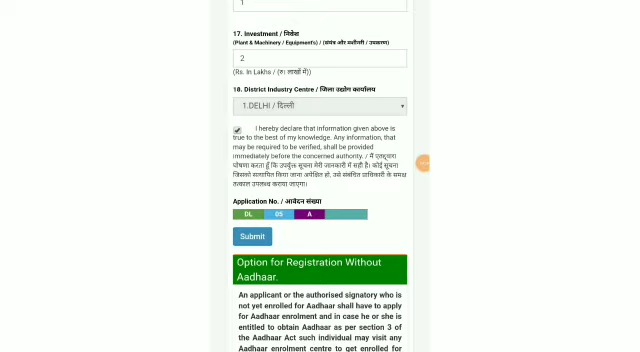 1
17. Investment / निवेश
(Plant & Machinery / Equipment's) / (संयंत्र और मशीनरी / उपकरण)
2
(Rs. In Lakhs / (रु। लाखों में))
18. District Industry Centre / जिला उद्योग कार्यालय
1.DELHI / दिल्ली
I hereby declare that information given above is
true to the best of my knowledge. Any information, that
may be required to be verified, shall be provided
immediately before the concerned authority. / मैं एतद्द्वारा
घोषणा करता हूँ कि उपर्युक्त सूचना मेरी जानकारी में सही है। कोई सूचना
जिसको सत्यापित किया जाना अपेक्षित हो, उसे संबंधित प्राधिकारी के समक्ष
तत्काल उपलब्ध कराया जाएगा।
Application No. / आवेदन संख्या
DL 05 A
Submit
Option for Registration Without
Aadhaar.
An applicant or the authorised signatory who is
not yet enrolled for Aadhaar shall have to apply
for Aadhaar enrolment and in case he or she is
entitled to obtain Aadhaar as per section 3 of
the Aadhaar Act such individual may visit any
Aadhaar enrolment centre to get enrolled for